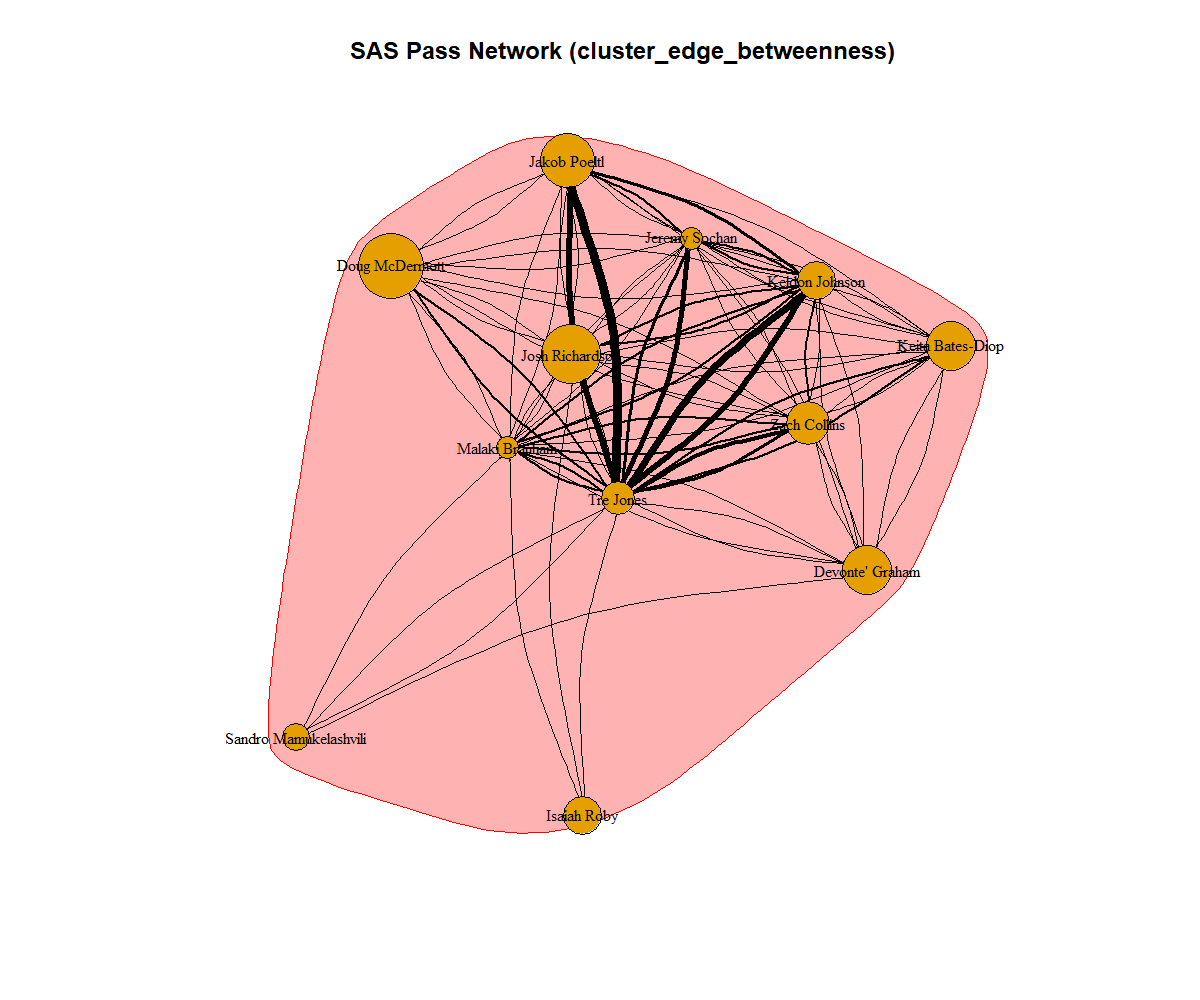 SAS Pass Network (cluster_edge_betweenness)
Jakob Poeltl
Jeremy Sochan
Doug McDermott
Keldon Johnson
Keita Bates-Diop
Josh Richardson
Zach Collins
Malaki Branham
Tre Jones
Devonte' Graham
Sandro Mamukelashvili
Isaiah Roby